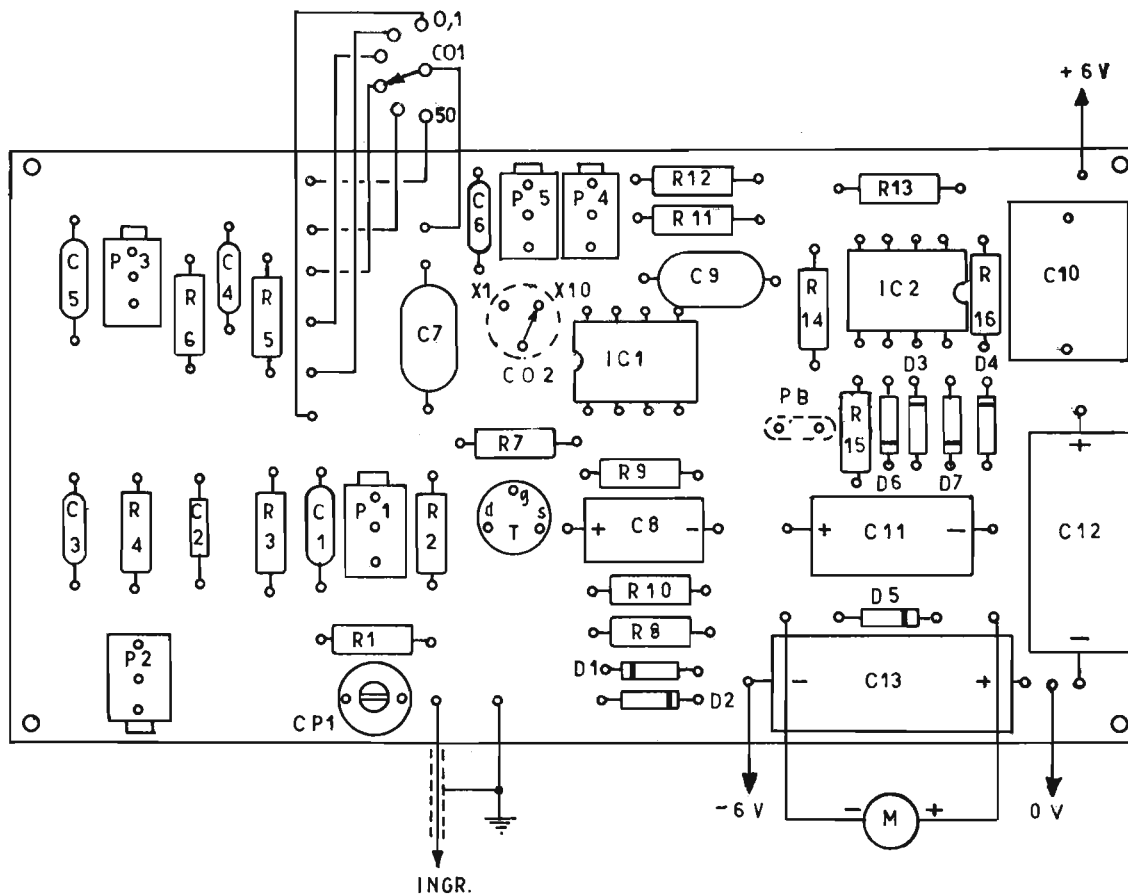 0,1
CO1
50
+6V
C6
P5
P4
R12
R11
R13
C5
P3
R6
C4
R5
C7
X1
X10
CO2
C9
IC1
R14
IC2
R16
C10
D3
D4
PB
R15
D6
D7
R7
R9
C3
R4
C2
R3
C1
P1
R2
g
d
s
T
+ C8 -
+ C11 -
+
C12
-
R10
D5
R1
R8
P2
D1
D2
- C13 +
CP1
-6V
- M +
0V
INGR.